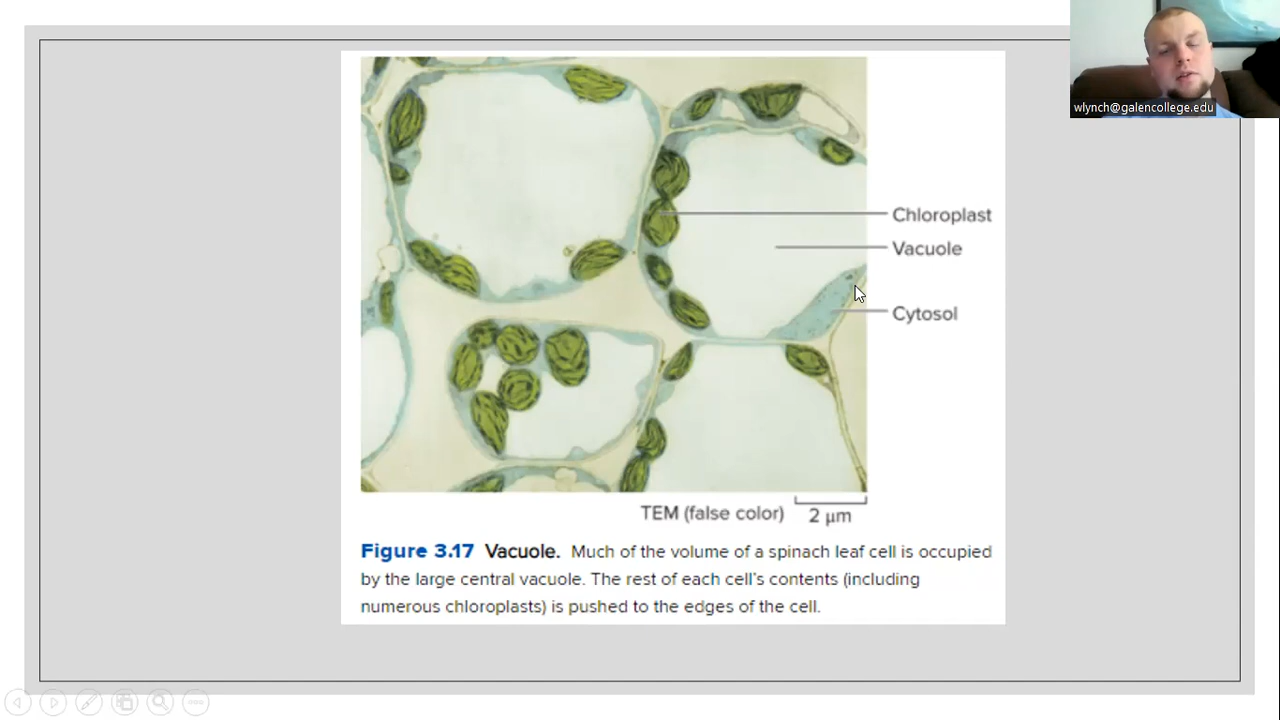 wlynch@galencollege.edu
Chloroplast
Vacuole
Cytosol
TEM (false color)
2 μm
Figure 3.17 Vacuole. Much of the volume of a spinach leaf cell is occupied
by the large central vacuole. The rest of each cell's contents (including
numerous chloroplasts) is pushed to the edges of the cell.